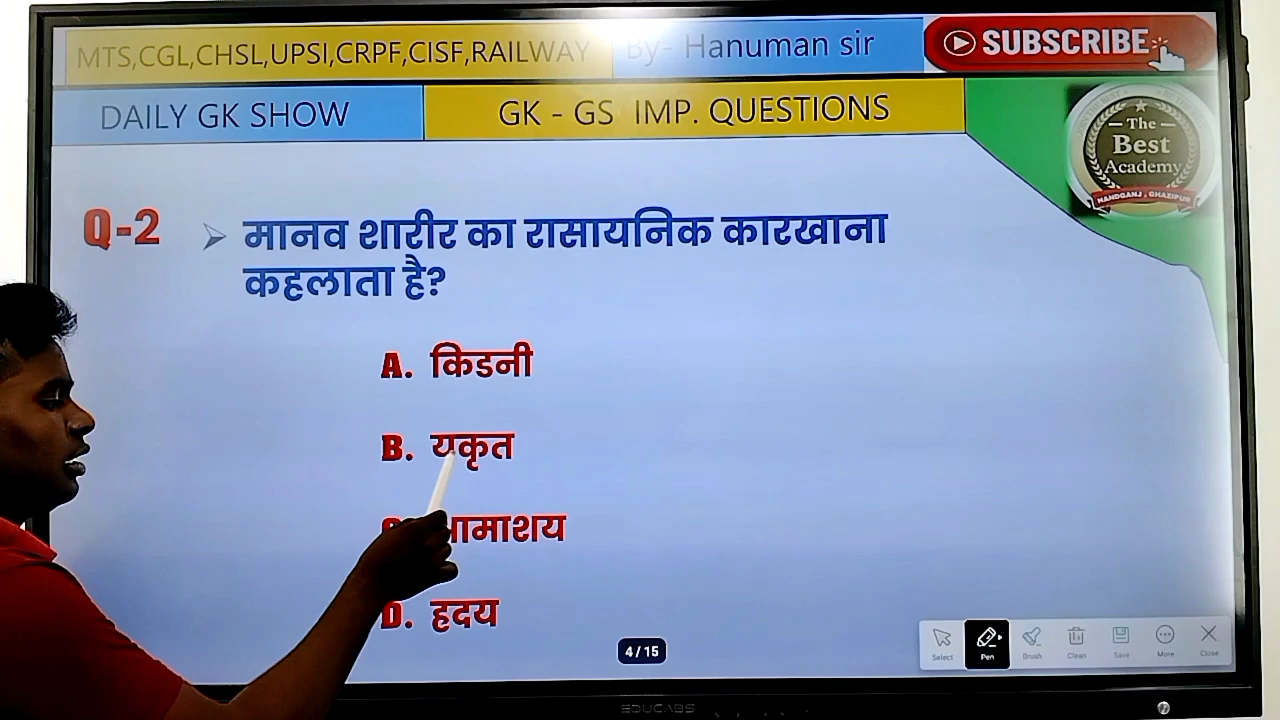 MTS,CGL,CHSL,UPSI,CRPF,CISF,RAILWAY
By- Hanuman sir
SUBSCRIBE
DAILY GK SHOW
GK - GS IMP. QUESTIONS
The
Best
Academy
NANDGANJ, GHAZIPUR
Q-2
मानव शारीर का रासायनिक कारखाना
कहलाता है?
A. किडनी
B. यकृत
D. हृदय
4 / 15
Select
Pen
Brush
Clean
Save
More
Close
EDUCABS